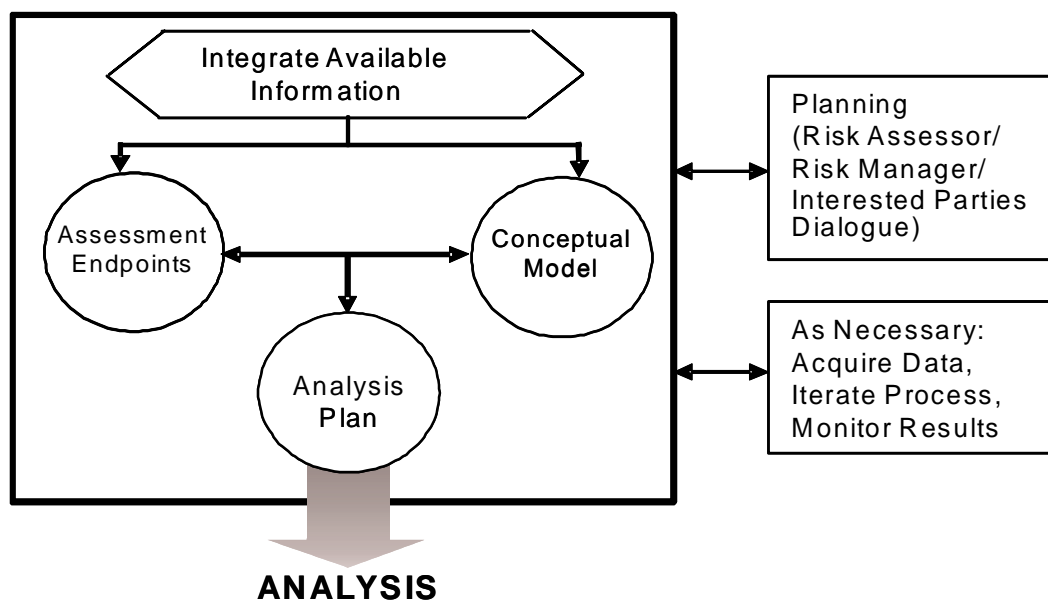 Integrate Available
Information
Assessment
Endpoints
Conceptual
Model
Analysis
Plan
ANALYSIS
Planning
(Risk Assessor/
Risk Manager/
Interested Parties
Dialogue)
As Necessary:
Acquire Data,
Iterate Process,
Monitor Results